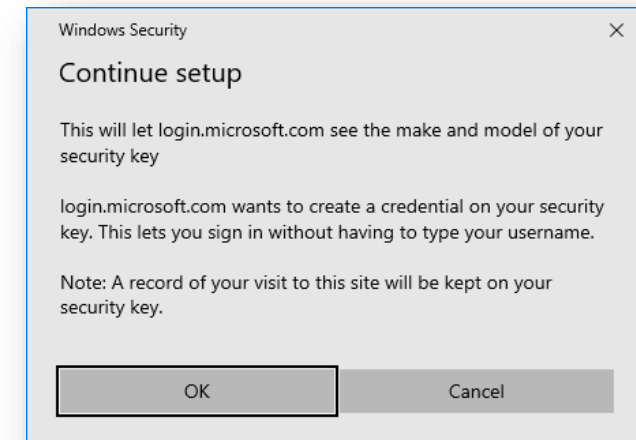 Windows Security
Continue setup
This will let login.microsoft.com see the make and model of your
security key
login.microsoft.com wants to create a credential on your security
key. This lets you sign in without having to type your username.
Note: A record of your visit to this site will be kept on your
security key.
OK
Cancel